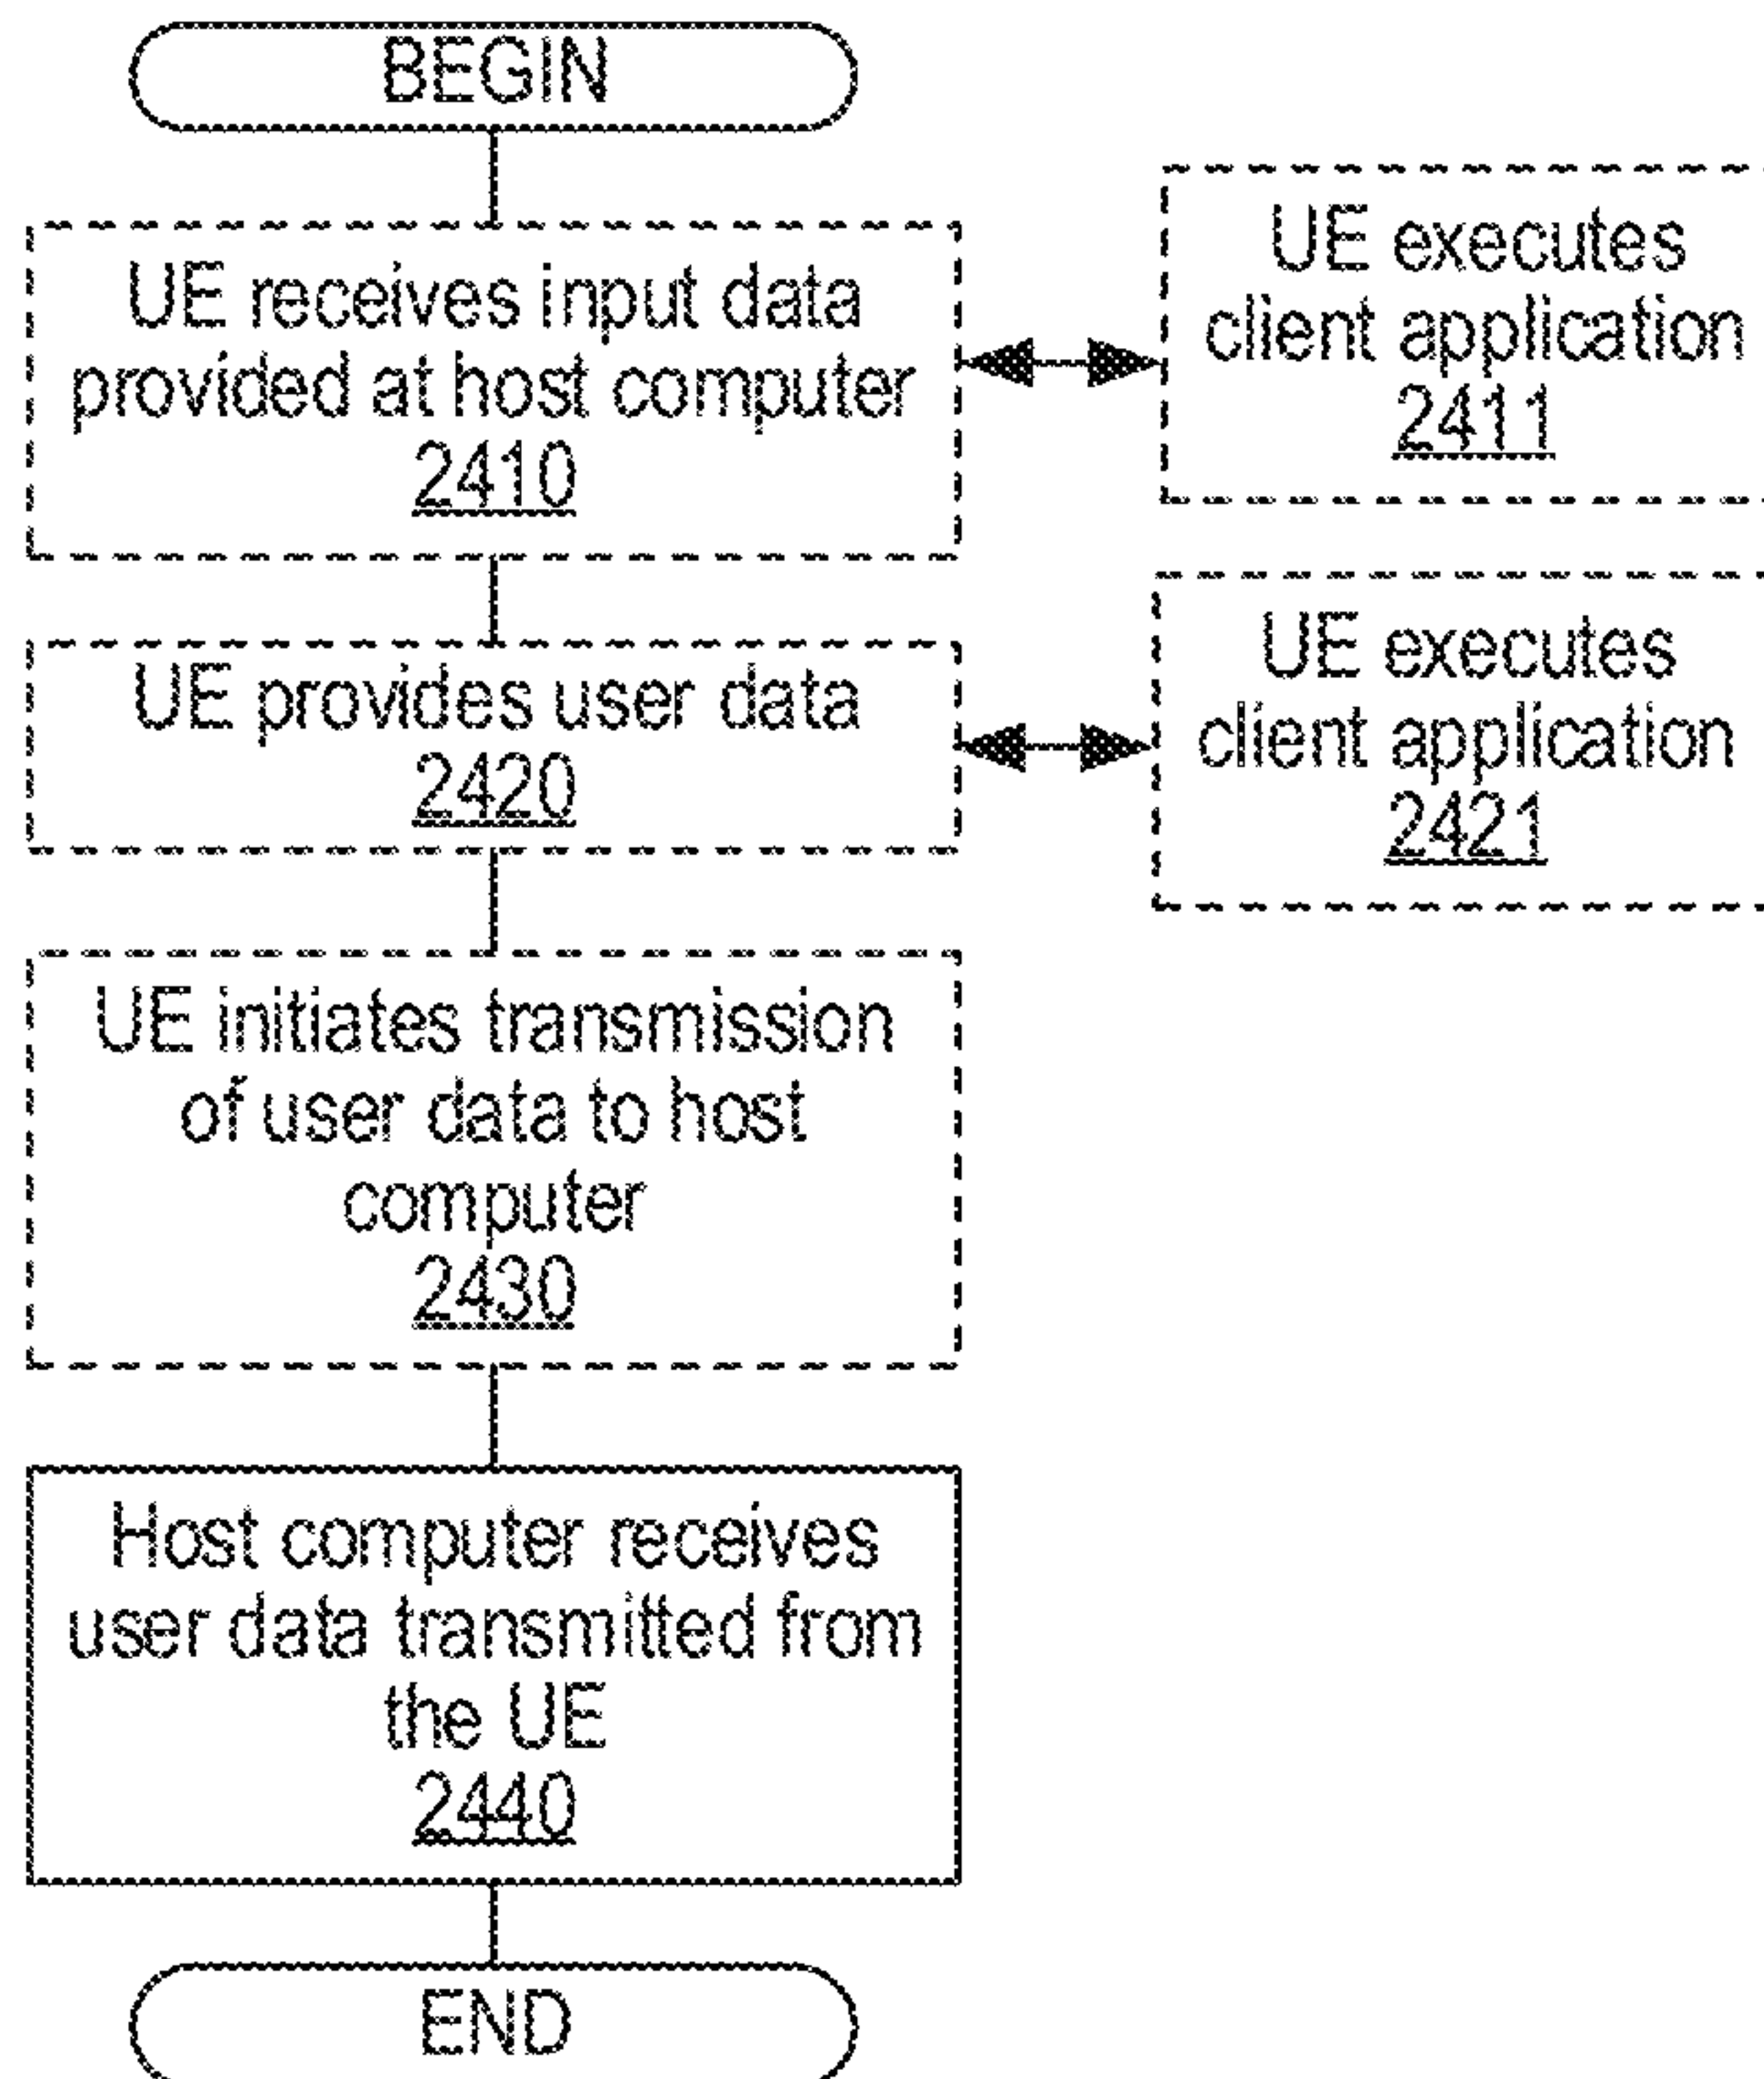 BEGIN
UE receives input data
provided at host computer
2410
UE executes
client application
2411
UE provides user data
2420
UE executes
client application
2421
UE initiates transmission
of user data to host
computer
2430
Host computer receives
user data transmitted from
the UE
2440
END